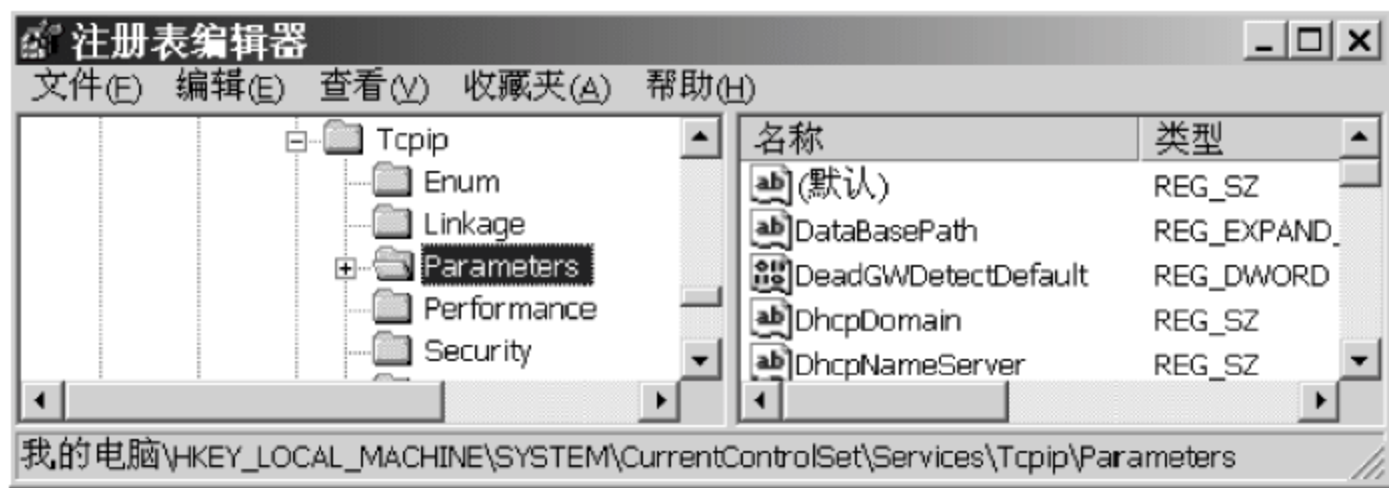 注册表编辑器
文件(F) 编辑(E) 查看(V) 收藏夹(A) 帮助(H)
Tcpip
Enum
Linkage
Parameters
Performance
Security
名称 类型
(默认) REG_SZ
DataBasePath REG_EXPAND_
DeadGWDetectDefault REG_DWORD
DhcpDomain REG_SZ
DhcpNameServer REG_SZ
我的电脑\HKEY_LOCAL_MACHINE\SYSTEM\CurrentControlSet\Services\Tcpip\Parameters